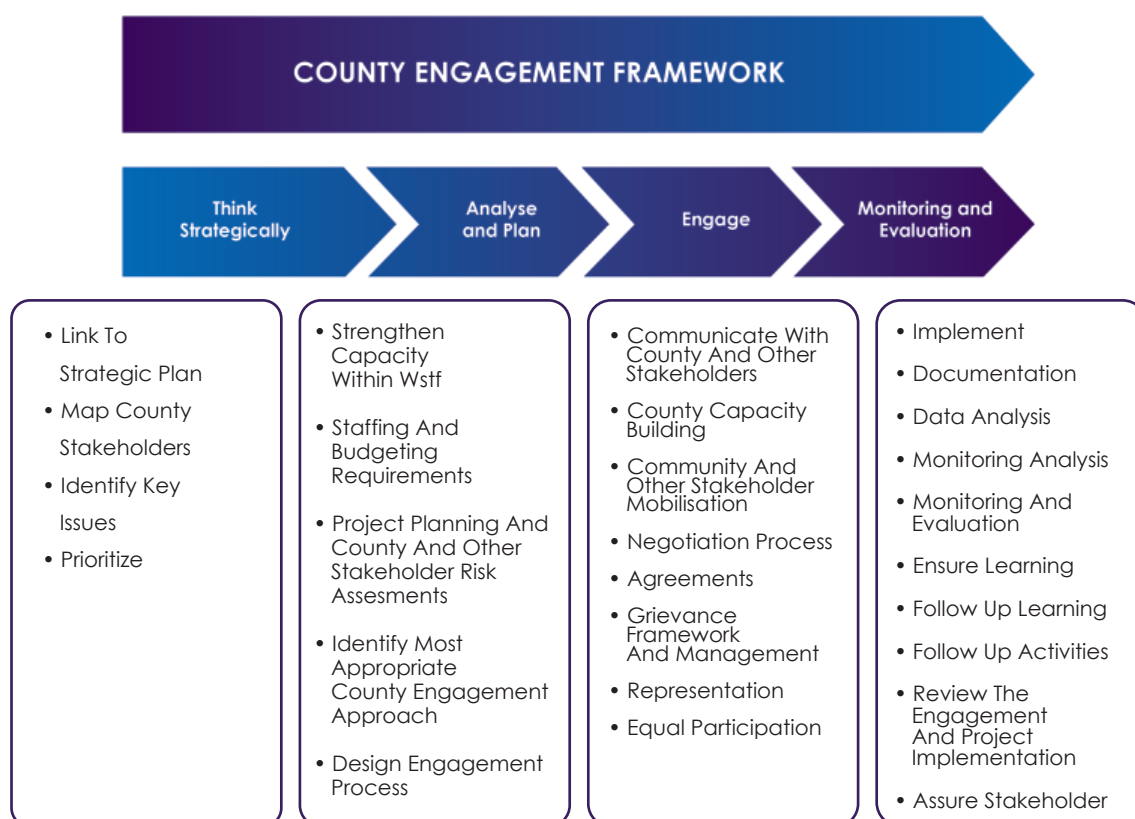 COUNTY ENGAGEMENT FRAMEWORK
Think
Strategically
Analyse
and Plan
Engage
Monitoring and
Evaluation
• Link To
Strategic Plan
• Map County
Stakeholders
• Identify Key
Issues
• Prioritize
• Strengthen
Capacity
Within Wstf
• Staffing And
Budgeting
Requirements
• Project Planning And
County And Other
Stakeholder Risk
Assesments
• Identify Most
Appropriate
County Engagement
Approach
• Design Engagement
Process
• Communicate With
County And Other
Stakeholders
• County Capacity
Building
• Community And
Other Stakeholder
Mobilisation
• Negotiation Process
• Agreements
• Grievance
Framework
And Management
• Representation
• Equal Participation
• Implement
• Documentation
• Data Analysis
• Monitoring Analysis
• Monitoring And
Evaluation
• Ensure Learning
• Follow Up Learning
• Follow Up Activities
• Review The
Engagement
And Project
Implementation
• Assure Stakeholder